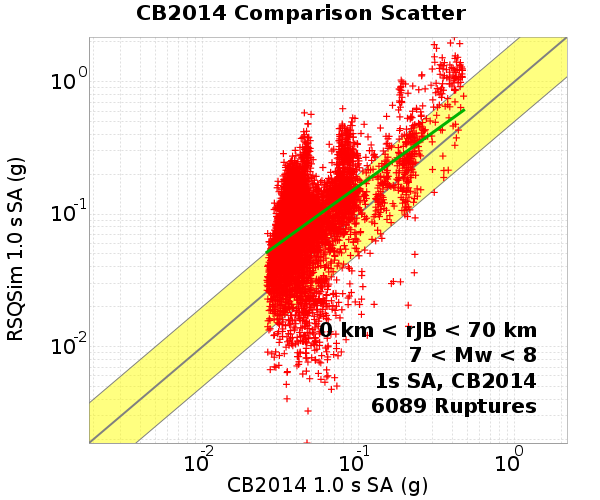 CB2014 Comparison Scatter
RSQSim 1.0 s SA (g)
10^0
10^-1
10^-2
0 km < rJB < 70 km
7 < Mw < 8
1s SA, CB2014
6089 Ruptures
10^-2 10^-1 10^0
CB2014 1.0 s SA (g)